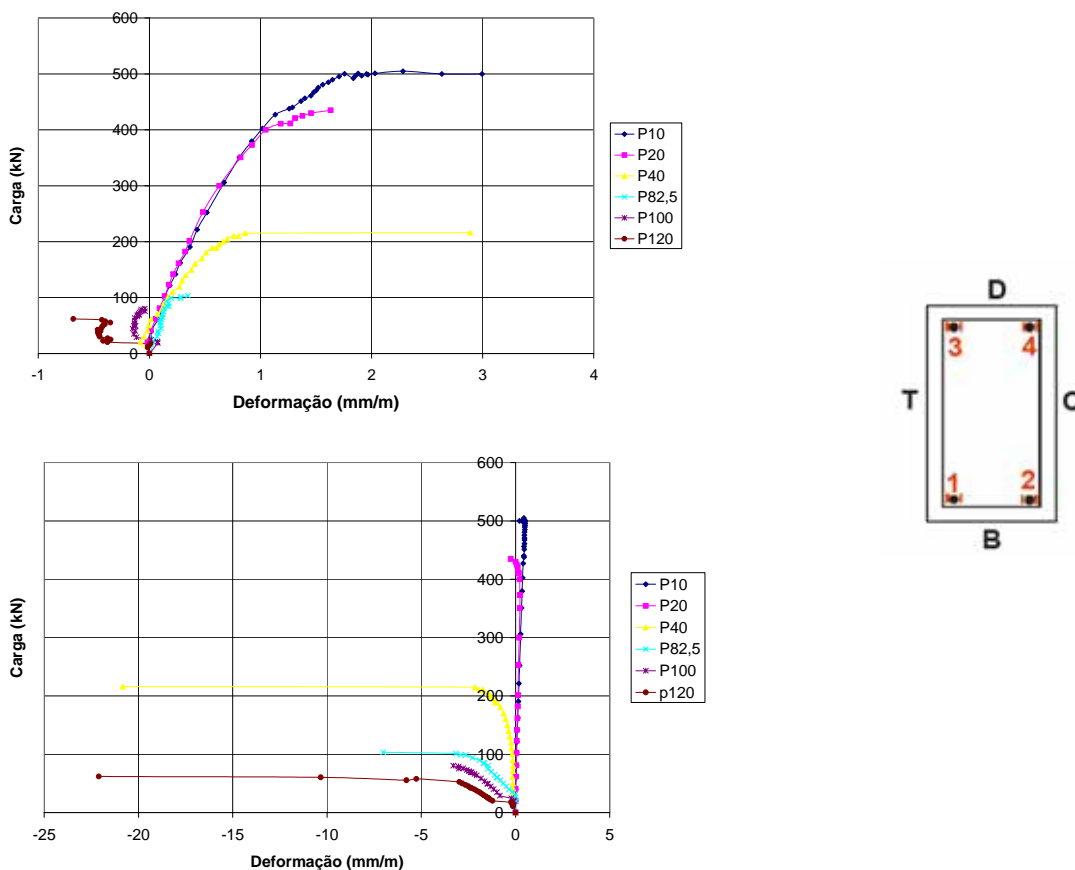 600
500
400
300
200
100
0
-1 0 1 2 3 4
Carga (kN)
Deformação (mm/m)
P10
P20
P40
P82,5
P100
P120
600
500
400
300
200
100
0
-25 -20 -15 -10 -5 0 5
Carga (kN)
Deformação (mm/m)
P10
P20
P40
P82,5
P100
p120
D
3 4
T C
1 2
B